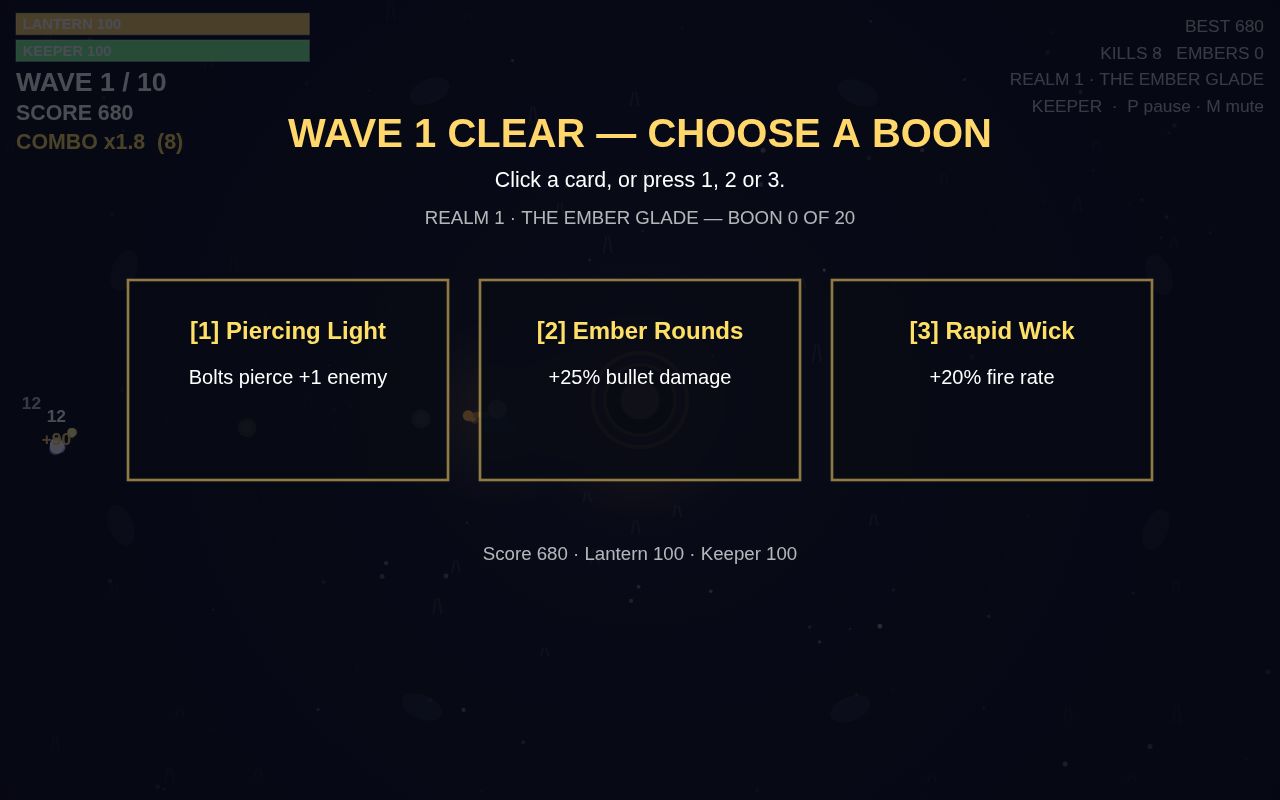 LANTERN 100
KEEPER 100
WAVE 1 / 10
SCORE 680
COMBO x1.8 (8)
BEST 680
KILLS 8 EMBERS 0
REALM 1 · THE EMBER GLADE
KEEPER · P pause · M mute
WAVE 1 CLEAR — CHOOSE A BOON
Click a card, or press 1, 2 or 3.
REALM 1 · THE EMBER GLADE — BOON 0 OF 20
[1] Piercing Light
Bolts pierce +1 enemy
[2] Ember Rounds
+25% bullet damage
[3] Rapid Wick
+20% fire rate
12
12
Score 680 · Lantern 100 · Keeper 100